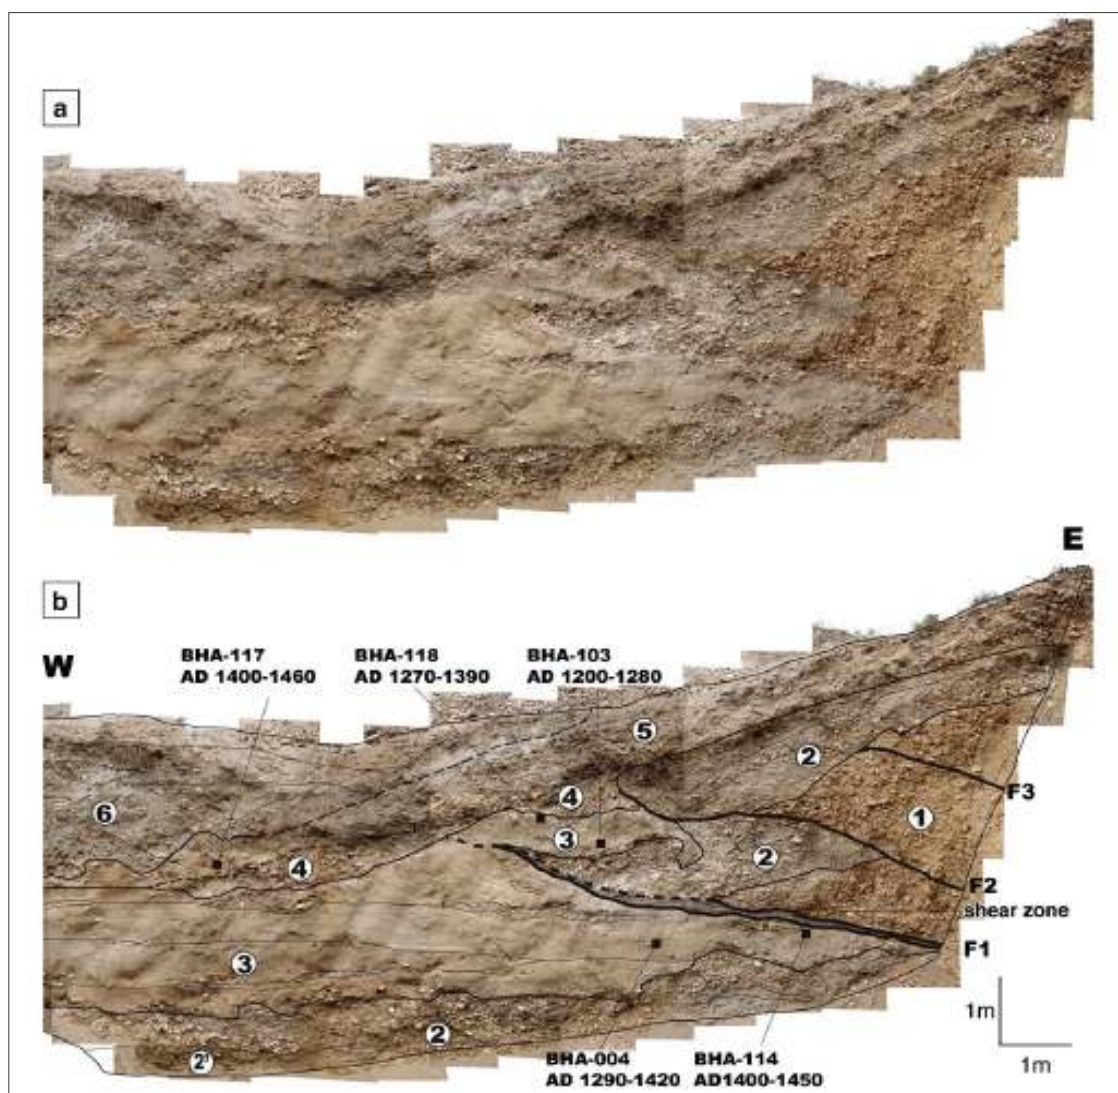 a
E
b
W
BHA-117
AD 1400-1460
BHA-118
AD 1270-1390
BHA-103
AD 1200-1280
5
2
4
6
F3
1
3
4
2
F2
shear zone
F1
3
1m
2
2'
1m
BHA-004
AD 1290-1420
BHA-114
AD1400-1450